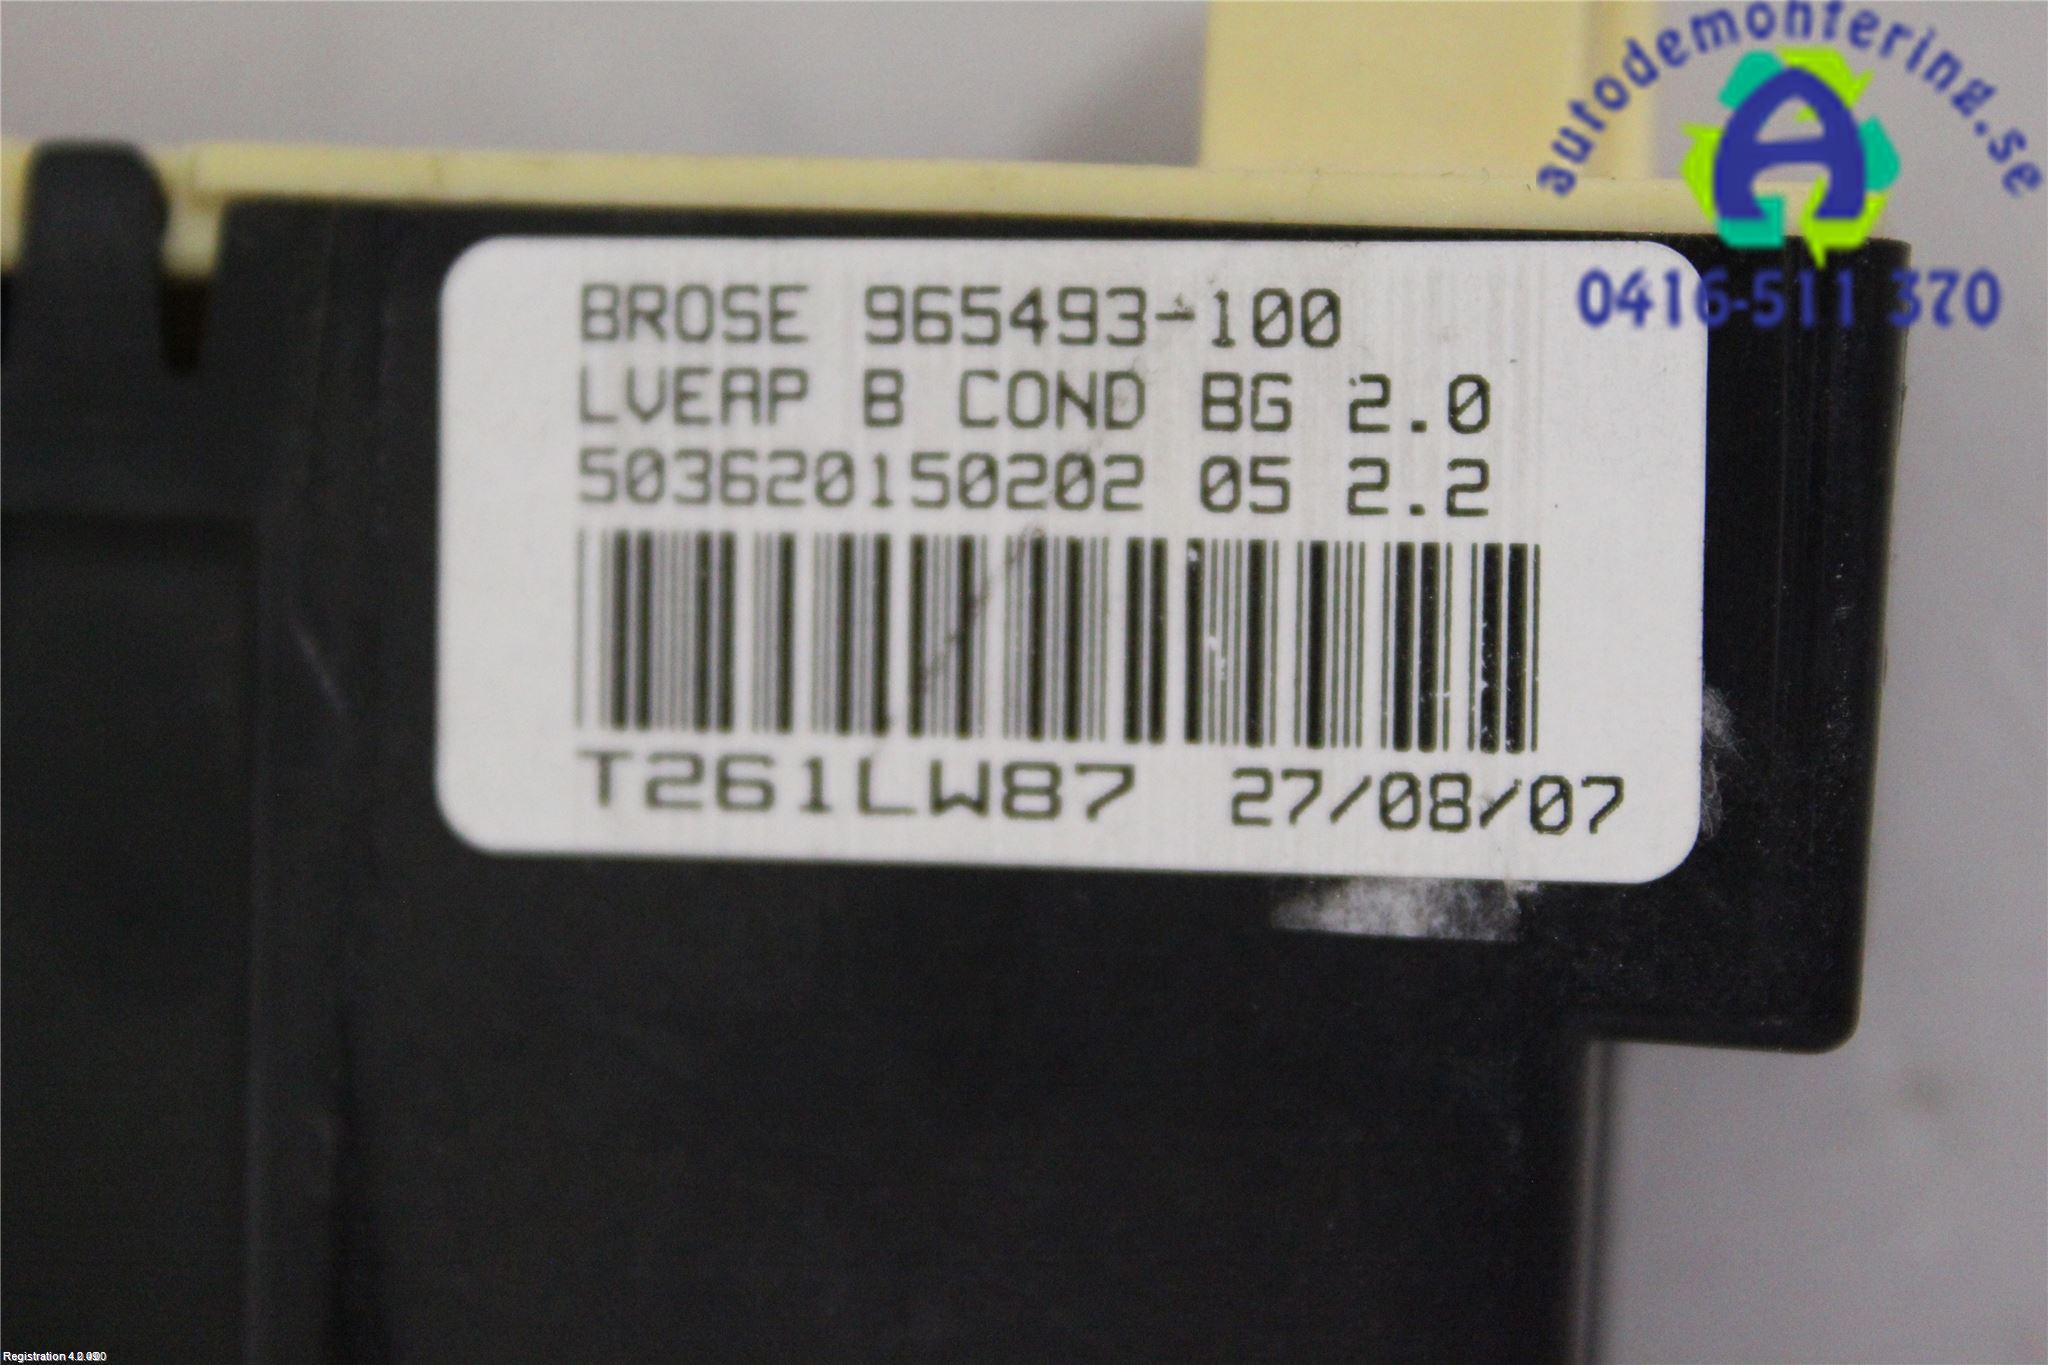 autodemontering.se
A
0416-511 370
BROSE 965493-100
LVEAP B COND BG 2.0
503620150202 05 2.2
T261LW87 27/08/07